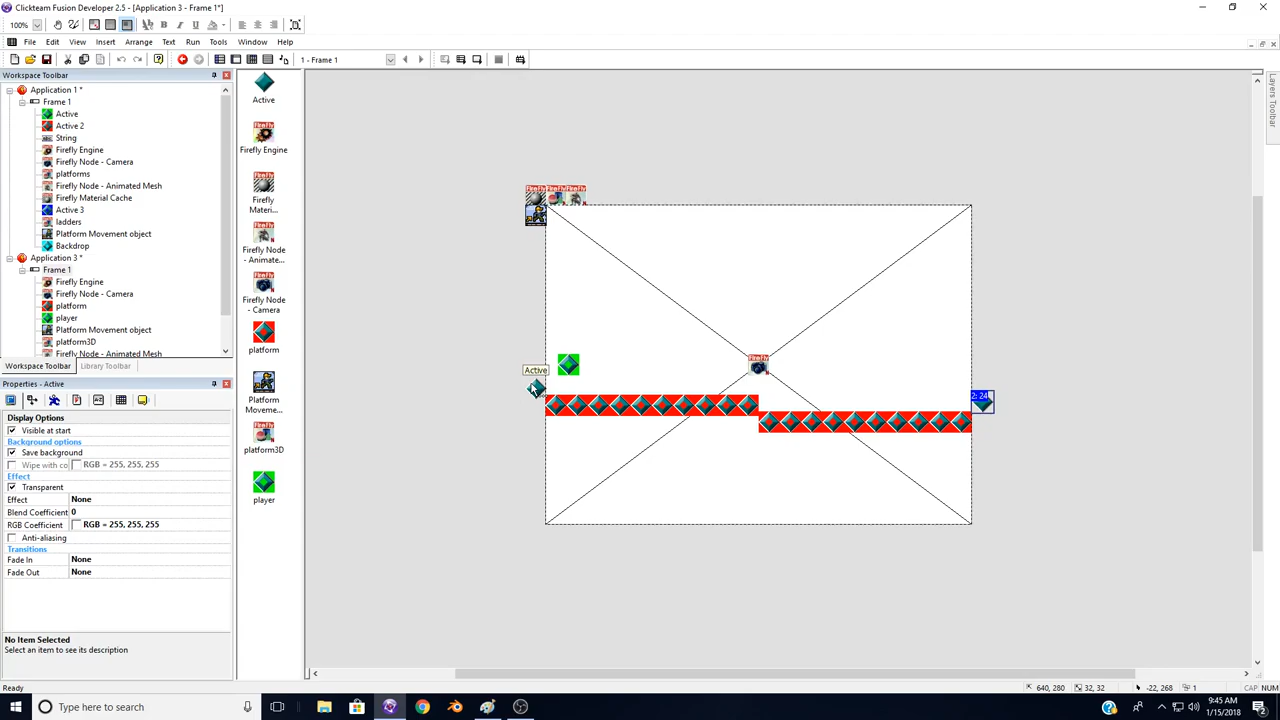 Clickteam Fusion Developer 2.5 - [Application 3 - Frame 1*]
100%
B I U
File Edit View Insert Arrange Text Run Tools Window Help
1 - Frame 1
Workspace Toolbar
Application 1 *
Frame 1
Active
Active 2
String
Firefly Engine
Firefly Node - Camera
platforms
Firefly Node - Animated Mesh
Firefly Material Cache
Active 3
ladders
Platform Movement object
Backdrop
Application 3 *
Frame 1
Firefly Engine
Firefly Node - Camera
platform
player
Platform Movement object
platform3D
Firefly Node - Animated Mesh
Workspace Toolbar Library Toolbar
Properties - Active
Display Options
Visible at start
Background options
Save background
Wipe with co RGB = 255, 255, 255
Effect
Transparent
Effect None
Blend Coefficient 0
RGB Coefficient RGB = 255, 255, 255
Anti-aliasing
Transitions
Fade In None
Fade Out None
No Item Selected
Select an item to see its description
Ready
Active
Firefly Engine
Firefly
Materi...
Firefly Node
- Animate...
Firefly Node
- Camera
platform
Platform
Moveme...
platform3D
player
Active
2: 24
Layers Toolbar
640, 280 32, 32 -22, 268 1 CAP NUM
Type here to search
9:45 AM
1/15/2018